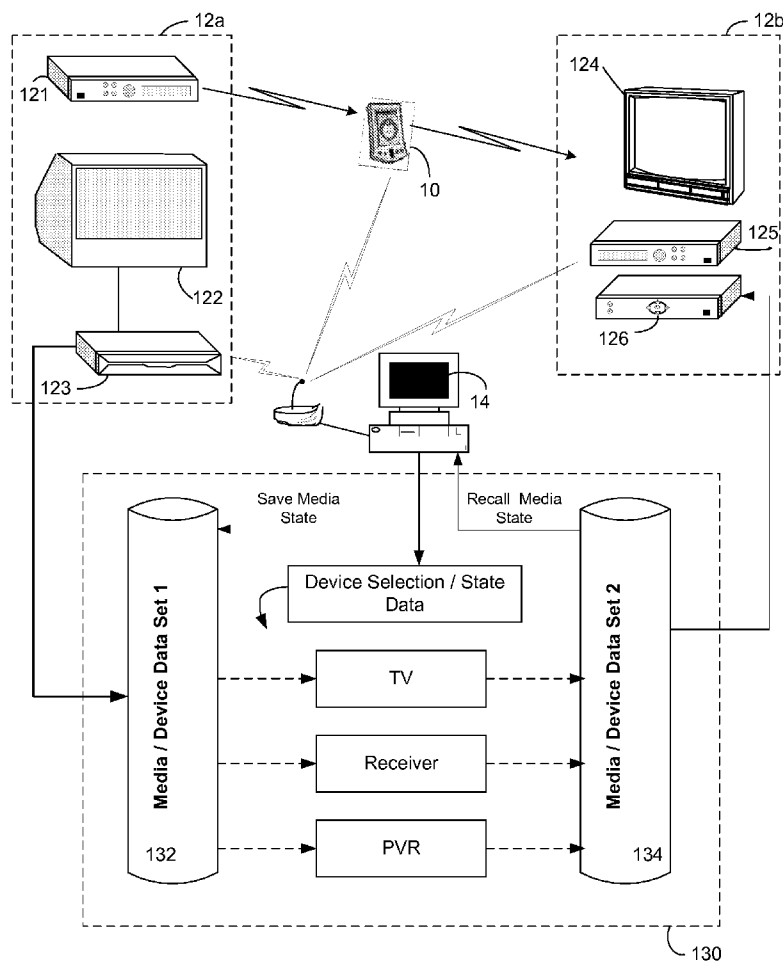 12a
12b
121
124
10
125
122
126
123
14
Save Media
State
Recall Media
State
Device Selection / State
Data
Media / Device Data Set 1
TV
Receiver
PVR
Media / Device Data Set 2
132
134
130